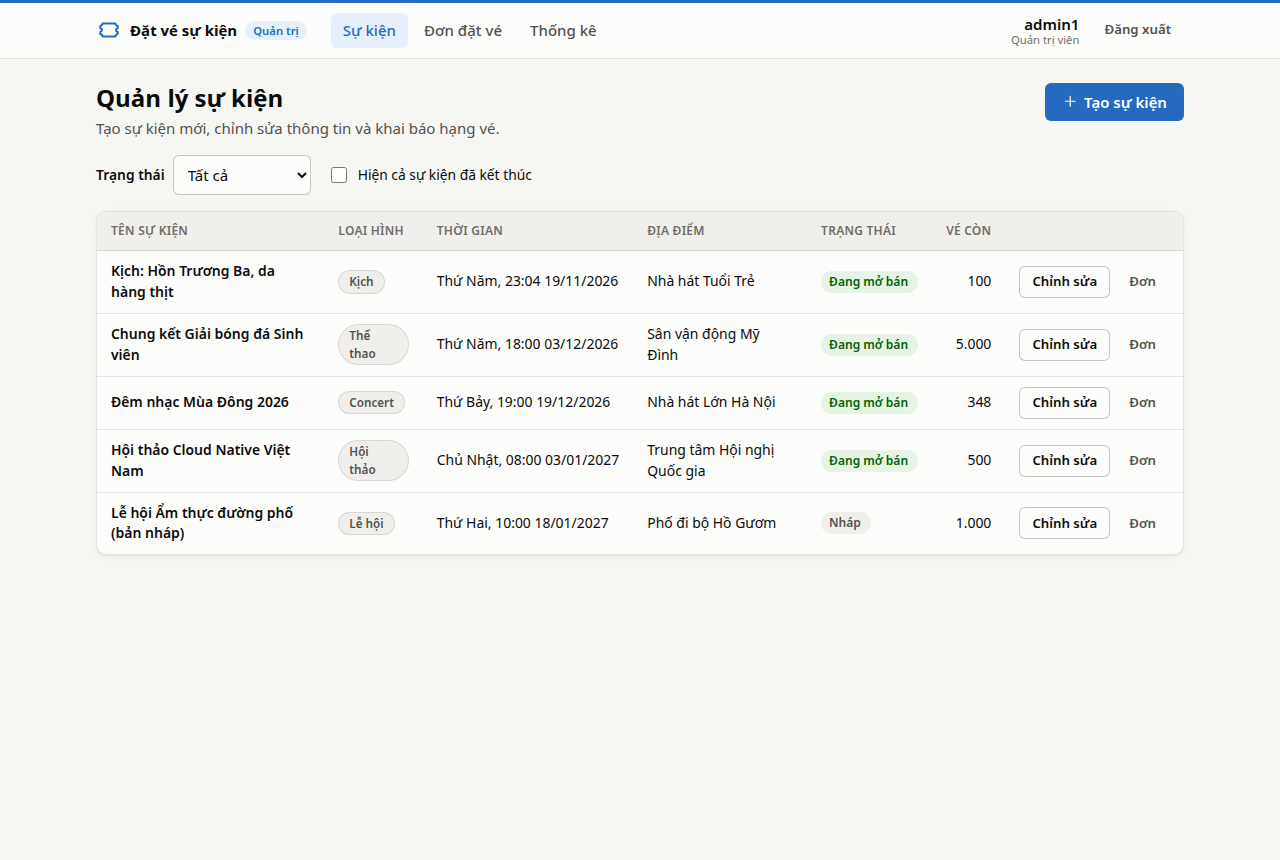 Đặt vé sự kiện Quản trị Sự kiện Đơn đặt vé Thống kê admin1 Đăng xuất
Quản trị viên
Quản lý sự kiện
+ Tạo sự kiện
Tạo sự kiện mới, chỉnh sửa thông tin và khai báo hạng vé.
Trạng thái Tất cả Hiện cả sự kiện đã kết thúc
TÊN SỰ KIỆN LOẠI HÌNH THỜI GIAN ĐỊA ĐIỂM TRẠNG THÁI VÉ CÒN
Kịch: Hồn Trương Ba, da
hàng thịt
Kịch Thứ Năm, 23:04 19/11/2026 Nhà hát Tuổi Trẻ Đang mở bán 100 Chỉnh sửa Đơn
Chung kết Giải bóng đá Sinh
viên
Thể
thao
Thứ Năm, 18:00 03/12/2026
Sân vận động Mỹ
Đình
Đang mở bán 5.000 Chỉnh sửa Đơn
Đêm nhạc Mùa Đông 2026 Concert Thứ Bảy, 19:00 19/12/2026 Nhà hát Lớn Hà Nội Đang mở bán 348 Chỉnh sửa Đơn
Hội thảo Cloud Native Việt
Nam
Hội
thảo
Chủ Nhật, 08:00 03/01/2027
Trung tâm Hội nghị
Quốc gia
Đang mở bán 500 Chỉnh sửa Đơn
Lễ hội Ẩm thực đường phố
(bản nháp)
Lễ hội Thứ Hai, 10:00 18/01/2027 Phố đi bộ Hồ Gươm Nháp 1.000 Chỉnh sửa Đơn